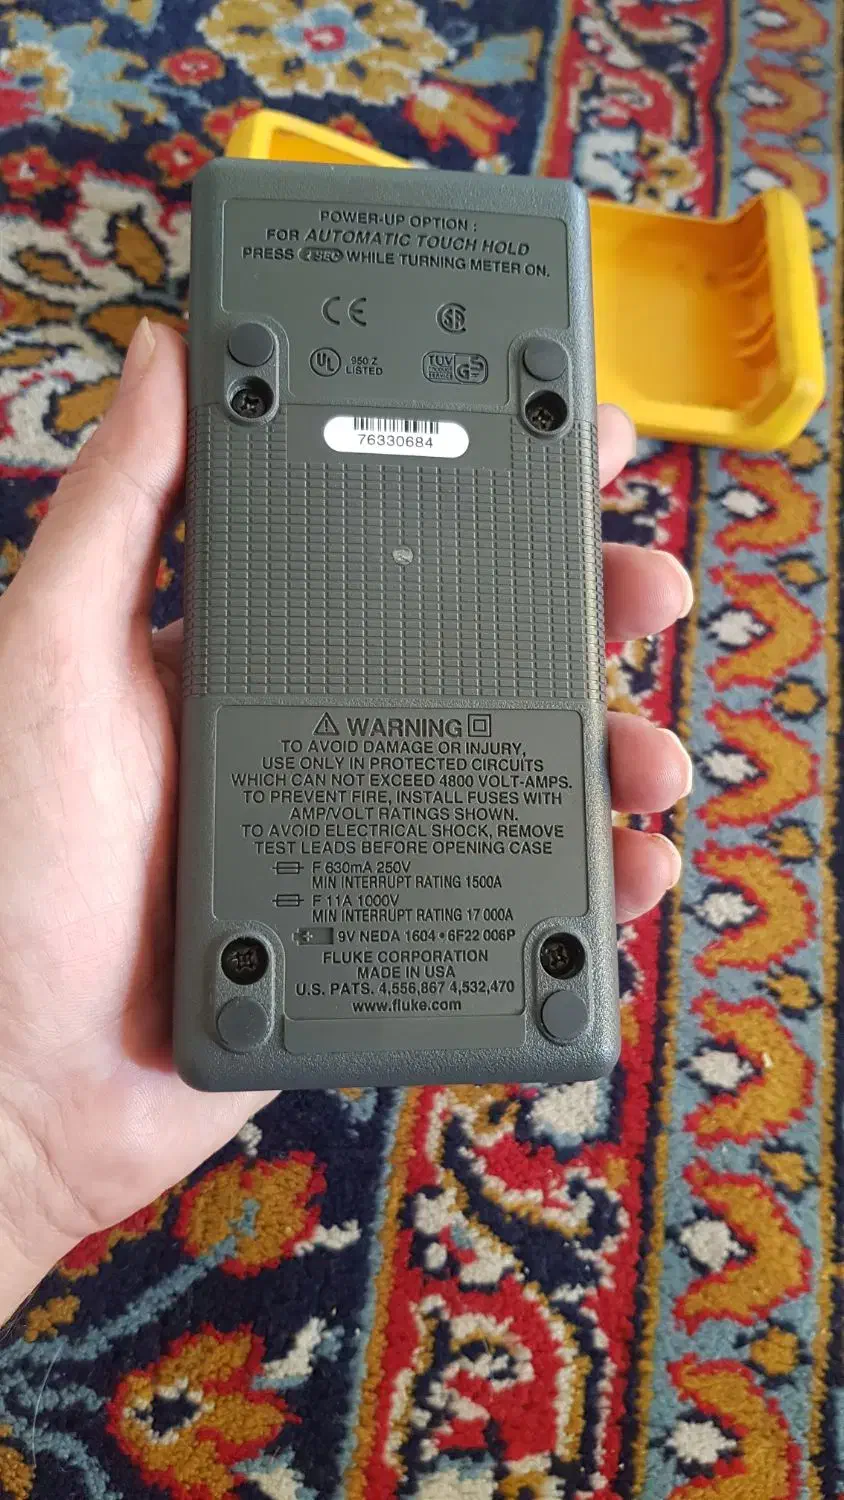 POWER-UP OPTION :
FOR AUTOMATIC TOUCH HOLD
PRESS WHILE TURNING METER ON.
CE
UL 950 Z
LISTED
TUV
GS
76330684
WARNING
TO AVOID DAMAGE OR INJURY,
USE ONLY IN PROTECTED CIRCUITS
WHICH CAN NOT EXCEED 4800 VOLT-AMPS.
TO PREVENT FIRE, INSTALL FUSES WITH
AMP/VOLT RATINGS SHOWN.
TO AVOID ELECTRICAL SHOCK, REMOVE
TEST LEADS BEFORE OPENING CASE
F 630mA 250V
MIN INTERRUPT RATING 1500A
F 11A 1000V
MIN INTERRUPT RATING 17 000A
9V NEDA 1604 • 6F22 006P
FLUKE CORPORATION
MADE IN USA
U.S. PATS. 4,556,867 4,532,470
www.fluke.com